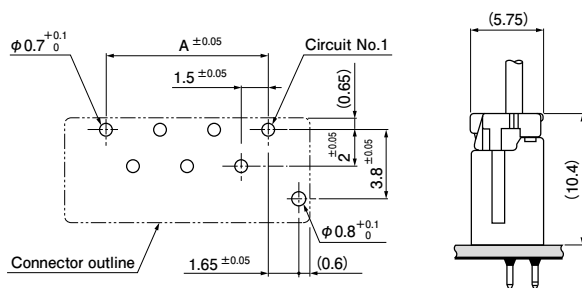 (5.75)
φ0.7 +0.1 0
A ±0.05
Circuit No.1
1.5 ±0.05
(0.65)
2 ±0.05
3.8 ±0.05
(10.4)
φ0.8 +0.1 0
Connector outline
1.65 ±0.05
(0.6)